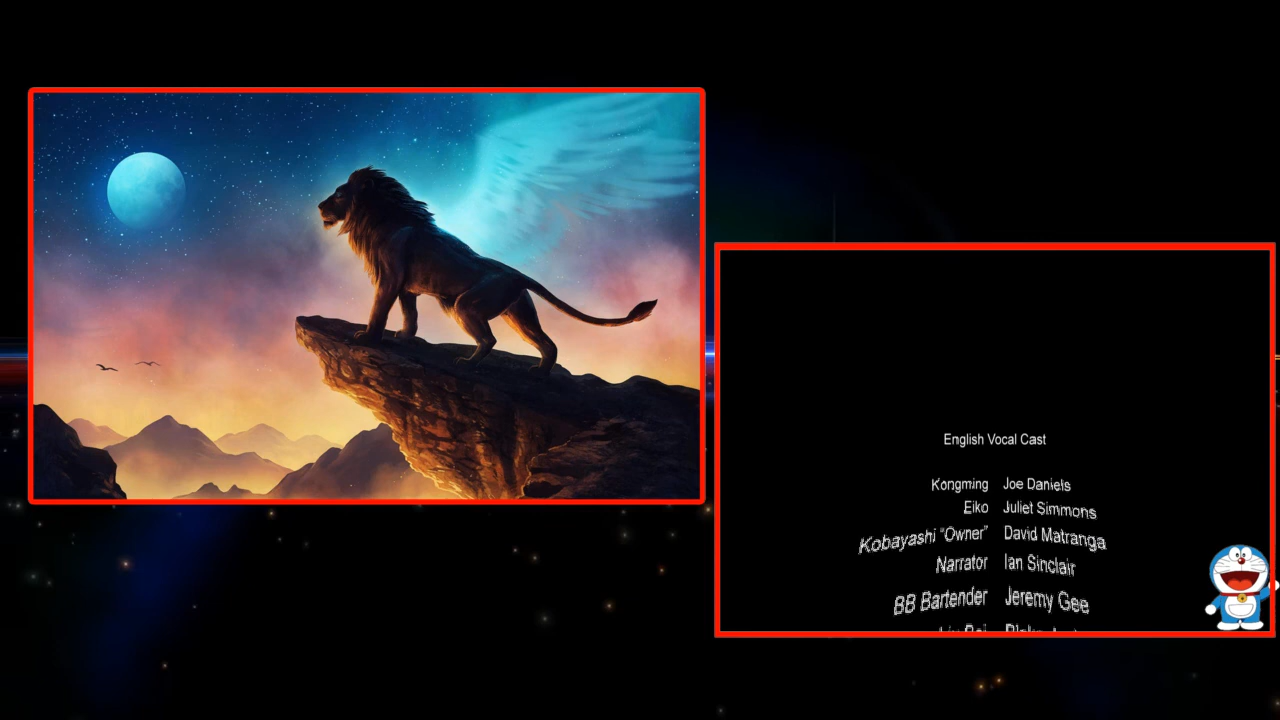 English Vocal Cast
Kongming Joe Daniels
Eiko Juliet Simmons
Kobayashi "Owner" David Matranga
Narrator Ian Sinclair
BB Bartender Jeremy Gee